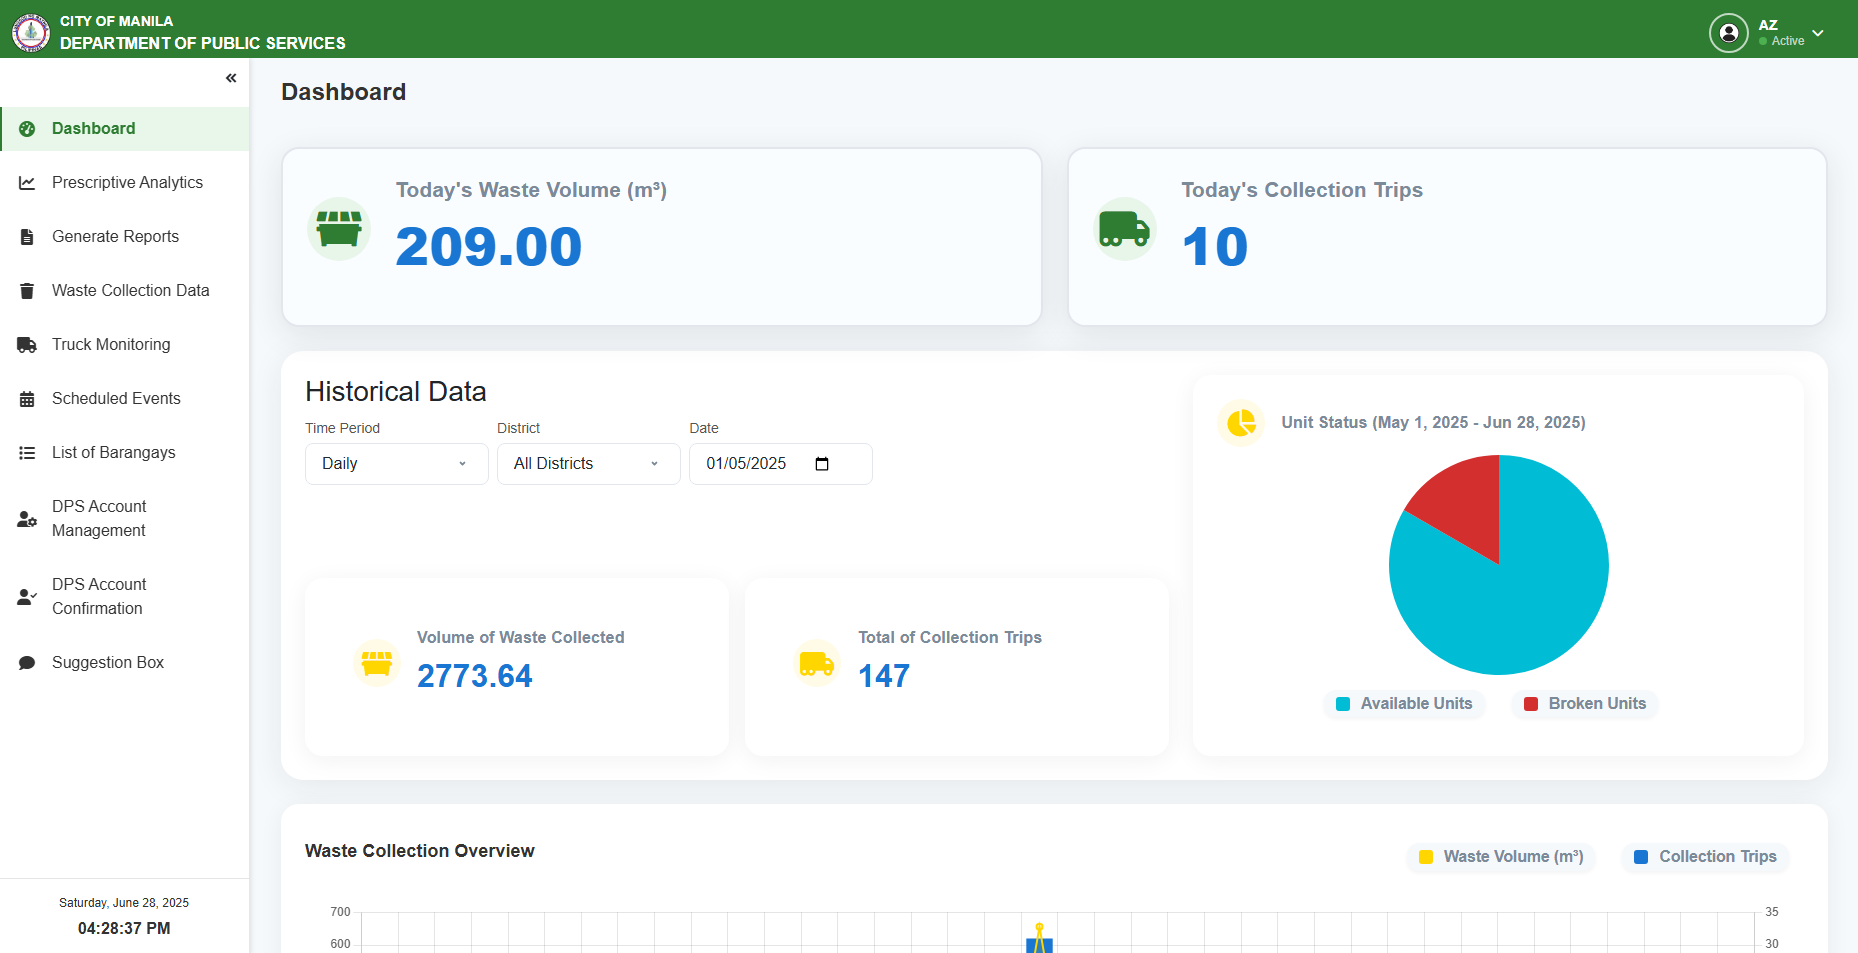 CITY OF MANILA
DEPARTMENT OF PUBLIC SERVICES
AZ
Active
Dashboard
Prescriptive Analytics
Generate Reports
Waste Collection Data
Truck Monitoring
Scheduled Events
List of Barangays
DPS Account
Management
DPS Account
Confirmation
Suggestion Box
Saturday, June 28, 2025
04:28:37 PM
Dashboard
Today's Waste Volume (m³)
209.00
Today's Collection Trips
10
Historical Data
Time Period
District
Date
Daily
All Districts
01/05/2025
Volume of Waste Collected
2773.64
Total of Collection Trips
147
Unit Status (May 1, 2025 - Jun 28, 2025)
Available Units
Broken Units
Waste Collection Overview
Waste Volume (m³)
Collection Trips
700
35
600
30